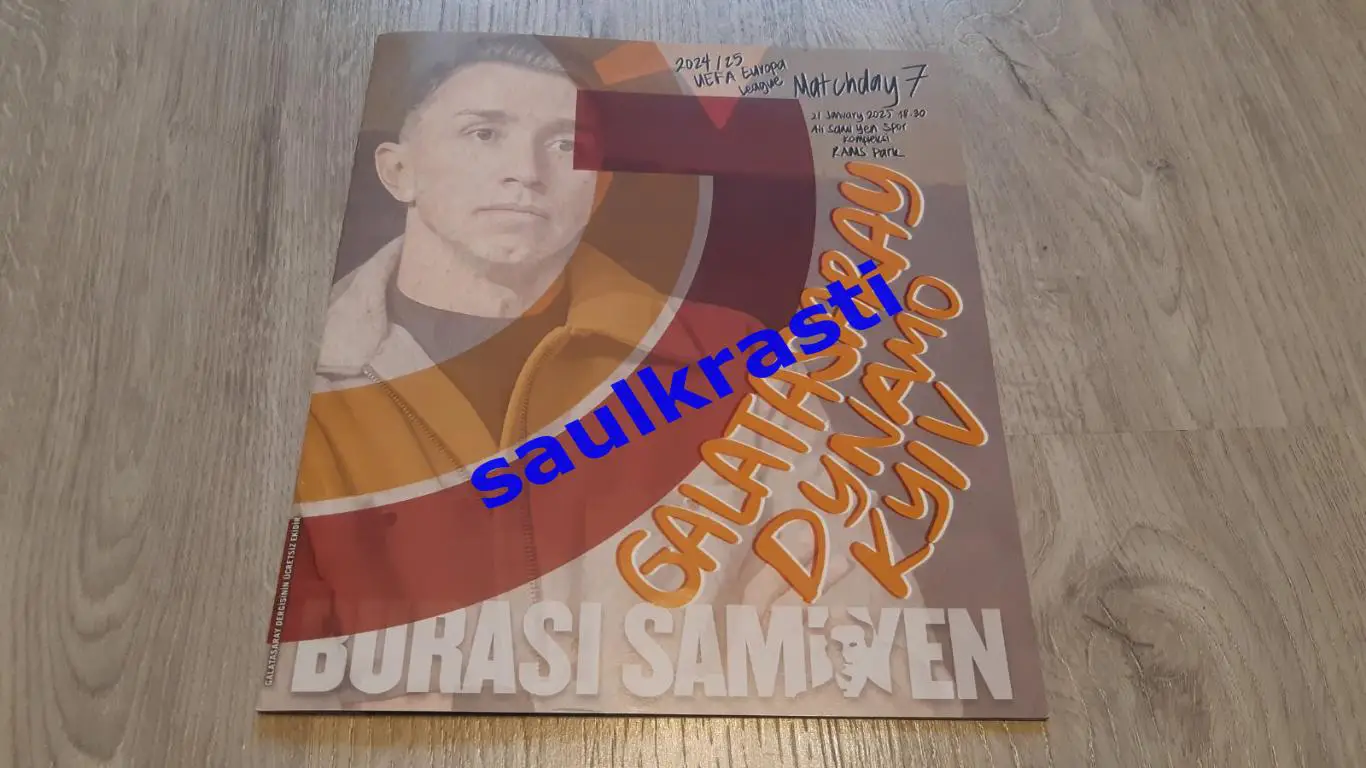 2024/25
UEFA Europa
League
Matchday 7
21 January 2025 18.30
Ali Sami Yen Spor
Kompleksi
RAMS Park
GALATASARAY
DYNAMO
KYIV
saulkrasti
BURASI SAMİ YEN
GALATASARAY DERGİSİNİN ÜCRETSİZ EKİDİR